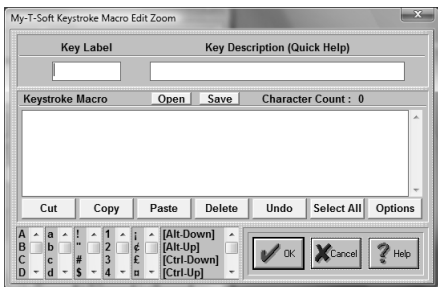 My-T-Soft Keystroke Macro Edit Zoom
Key Label Key Description (Quick Help)
Keystroke Macro Open Save Character Count : 0
Cut Copy Paste Delete Undo Select All Options
A a ! 1 ¡ [Alt-Down]
B b " 2 ¢ [Alt-Up]
C c # 3 £ [Ctrl-Down]
D d $ 4 ¤ [Ctrl-Up]
OK Cancel ? Help